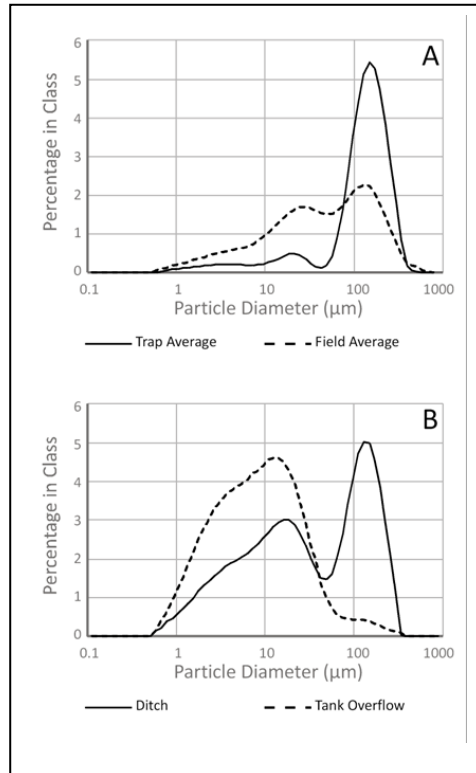 A
Percentage in Class
6
5
4
3
2
1
0
0.1 1 10 100 1000
Particle Diameter (µm)
Trap Average Field Average
B
Percentage in Class
6
5
4
3
2
1
0
0.1 1 10 100 1000
Particle Diameter (µm)
Ditch Tank Overflow